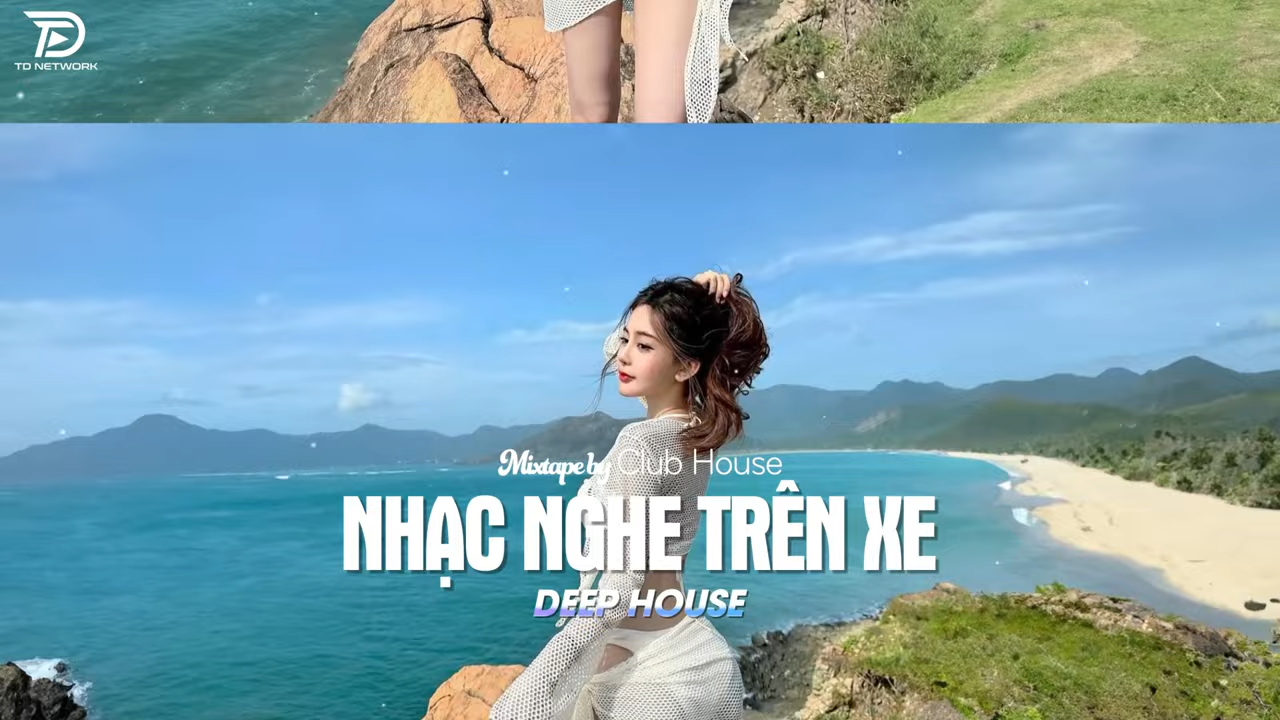 TD NETWORK
Mixtape by Club House
NHẠC NGHE TRÊN XE
DEEP HOUSE